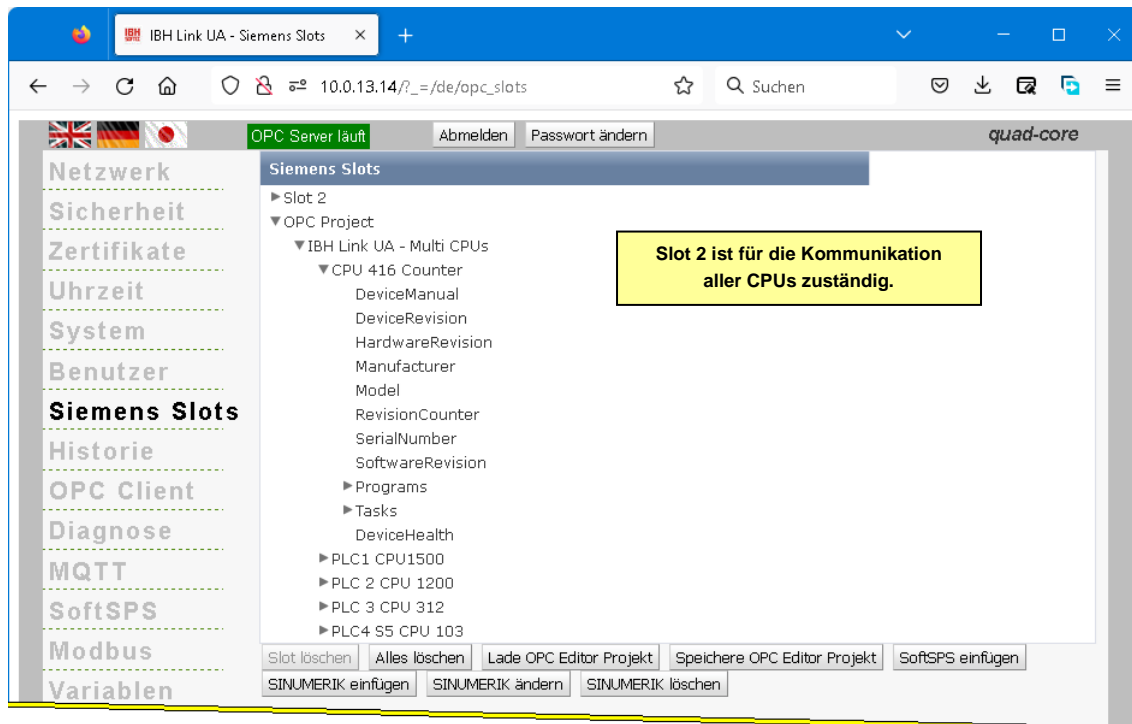 IBH Link UA - Siemens Slots
10.0.13.14/?_=/de/opc_slots
Suchen
OPC Server läuft
Abmelden
Passwort ändern
quad-core
Netzwerk
Sicherheit
Zertifikate
Uhrzeit
System
Benutzer
Siemens Slots
Historie
OPC Client
Diagnose
MQTT
SoftSPS
Modbus
Variablen
Siemens Slots
Slot 2
OPC Project
IBH Link UA - Multi CPUs
CPU 416 Counter
DeviceManual
DeviceRevision
HardwareRevision
Manufacturer
Model
RevisionCounter
SerialNumber
SoftwareRevision
Programs
Tasks
DeviceHealth
PLC1 CPU1500
PLC 2 CPU 1200
PLC 3 CPU 312
PLC4 S5 CPU 103
Slot 2 ist für die Kommunikation
aller CPUs zuständig.
Slot löschen
Alles löschen
Lade OPC Editor Projekt
Speichere OPC Editor Projekt
SoftSPS einfügen
SINUMERIK einfügen
SINUMERIK ändern
SINUMERIK löschen